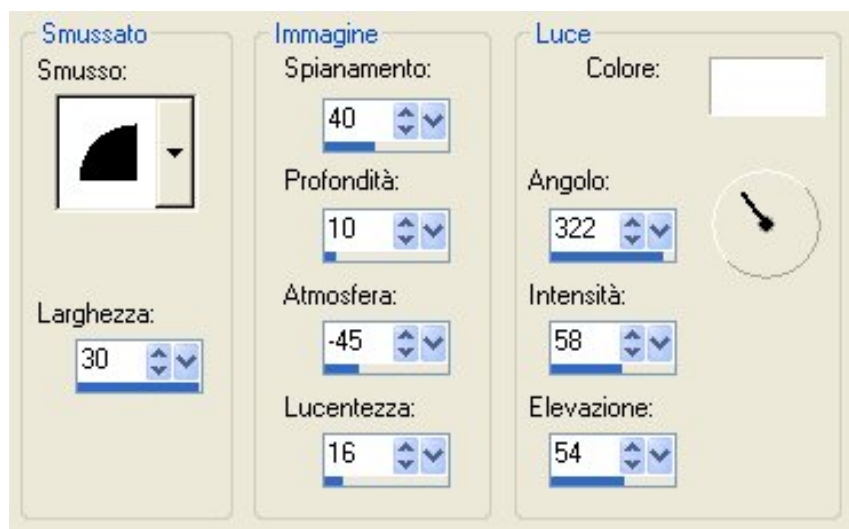 Smussato
Smusso:
Larghezza:
30
Immagine
Spianamento:
40
Profondità:
10
Atmosfera:
-45
Lucentezza:
16
Luce
Colore:
Angolo:
322
Intensità:
58
Elevazione:
54